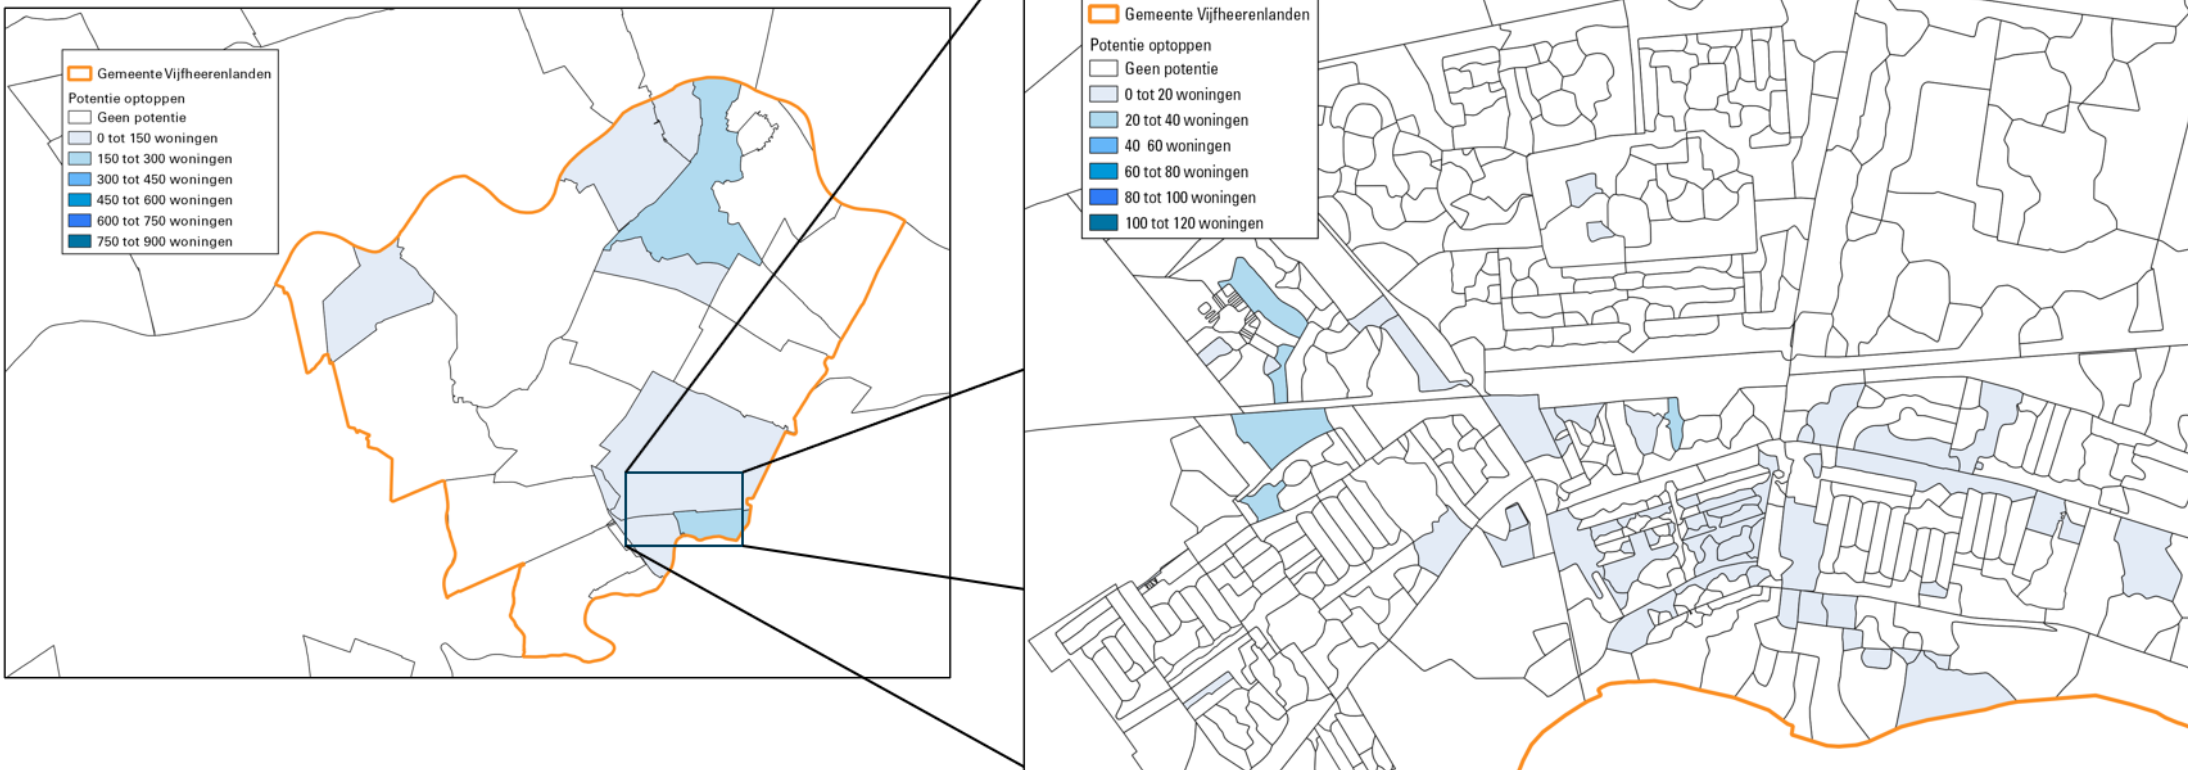 Gemeente Vijfheerenlanden
Potentie optoppen
Geen potentie
0 tot 150 woningen
150 tot 300 woningen
300 tot 450 woningen
450 tot 600 woningen
600 tot 750 woningen
750 tot 900 woningen
Gemeente Vijfheerenlanden
Potentie optoppen
Geen potentie
0 tot 20 woningen
20 tot 40 woningen
40 60 woningen
60 tot 80 woningen
80 tot 100 woningen
100 tot 120 woningen